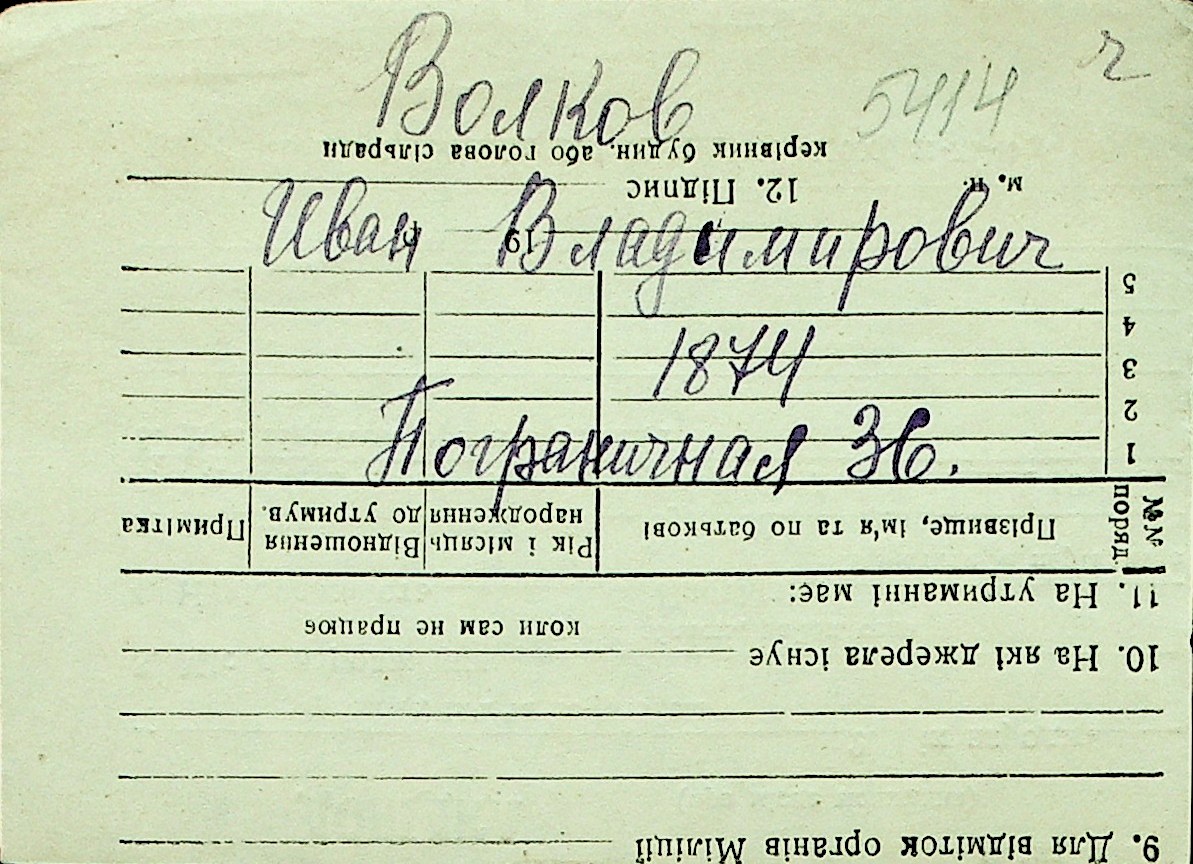 5414
Волков
Иван Владимирович
1874
Пограничная 36.
9. Для відміток органів Міліції
10. На які джерела існує
коли сам не працює
11. На утриманні має:
№№ поряд. Прізвище, ім'я та по батькові Рік і місяць народження Відношення до утримув. Примітка
1
2
3
4
5
19 р.
м. п. 12. Підпис
керівник будин. або голова сільради